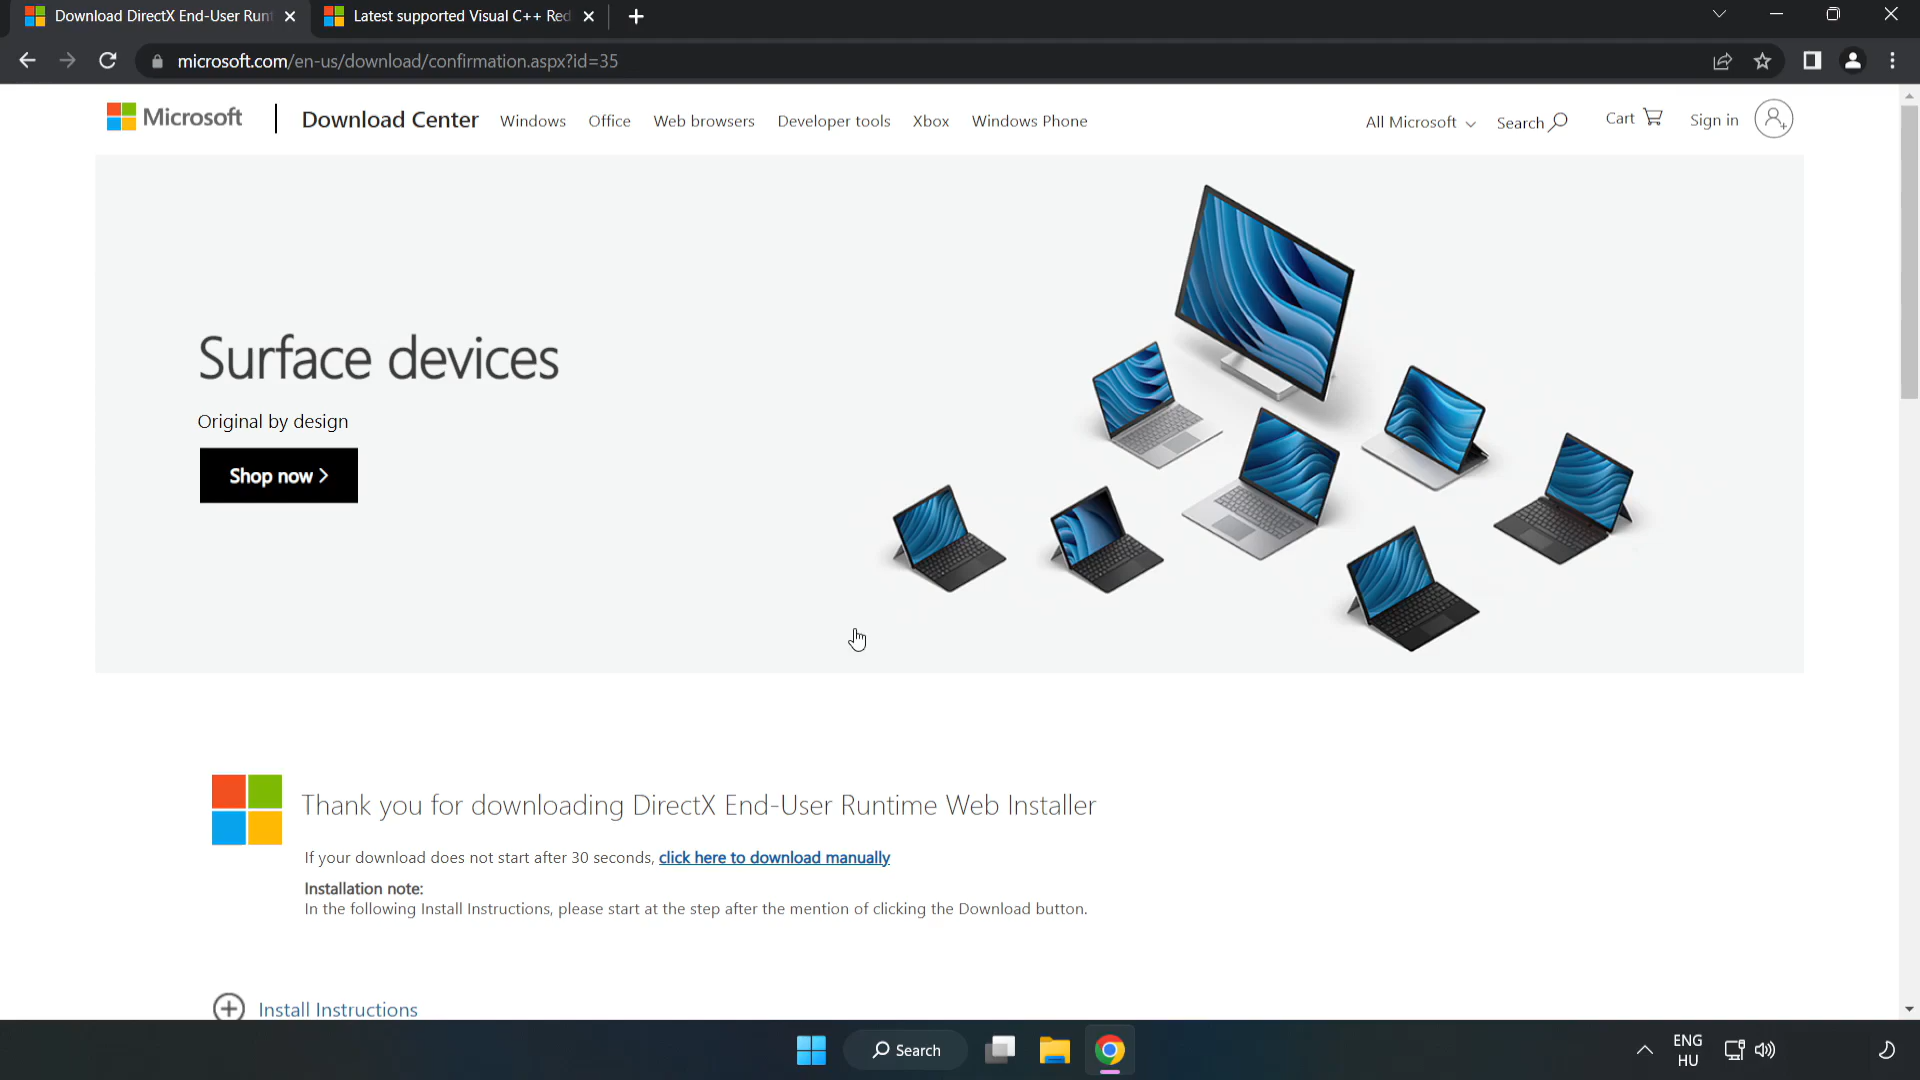 Download DirectX End-User Runt
Latest supported Visual C++ Red
microsoft.com/en-us/download/confirmation.aspx?id=35
Microsoft
Download Center
Windows
Office
Web browsers
Developer tools
Xbox
Windows Phone
All Microsoft
Search
Cart
Sign in
Surface devices
Original by design
Shop now >
Thank you for downloading DirectX End-User Runtime Web Installer
If your download does not start after 30 seconds, click here to download manually
Installation note:
In the following Install Instructions, please start at the step after the mention of clicking the Download button.
Install Instructions
Search
ENG
HU